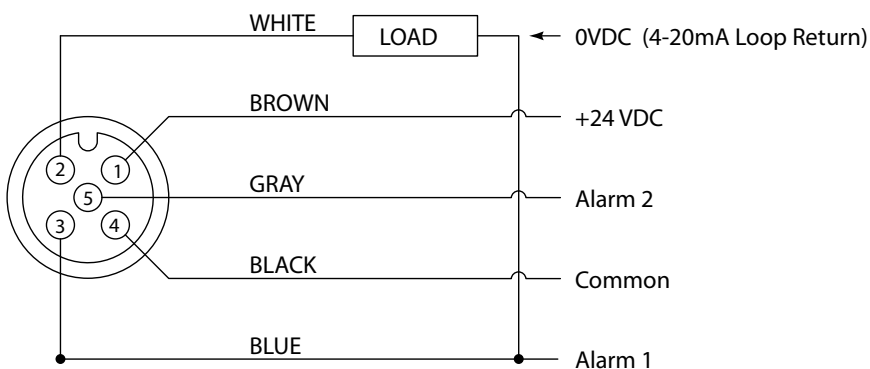 WHITE
LOAD
0VDC (4-20mA Loop Return)
BROWN
+24 VDC
2
1
GRAY
5
Alarm 2
3
4
BLACK
Common
BLUE
Alarm 1